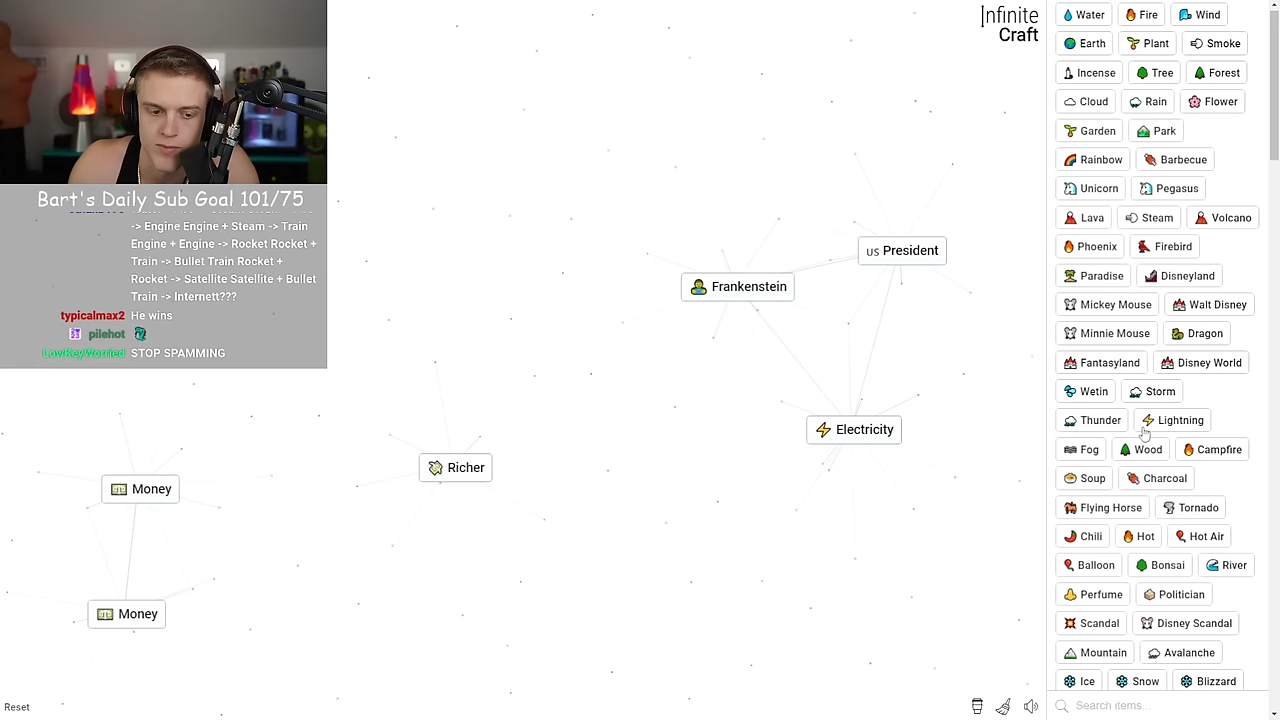 Infinite
Craft
Bart's Daily Sub Goal 101/75
-> Engine Engine + Steam -> Train
Engine + Engine -> Rocket Rocket +
Train -> Bullet Train Rocket +
Rocket -> Satellite Satellite + Bullet
Train -> Internett???
typicalmax2 He wins
pilehot
LowKeyWorried STOP SPAMMING
US President
Frankenstein
Electricity
Richer
Money
Money
Reset
Water Fire Wind
Earth Plant Smoke
Incense Tree Forest
Cloud Rain Flower
Garden Park
Rainbow Barbecue
Unicorn Pegasus
Lava Steam Volcano
Phoenix Firebird
Paradise Disneyland
Mickey Mouse Walt Disney
Minnie Mouse Dragon
Fantasyland Disney World
Wetin Storm
Thunder Lightning
Fog Wood Campfire
Soup Charcoal
Flying Horse Tornado
Chili Hot Hot Air
Balloon Bonsai River
Perfume Politician
Scandal Disney Scandal
Mountain Avalanche
Ice Snow Blizzard
Search items...